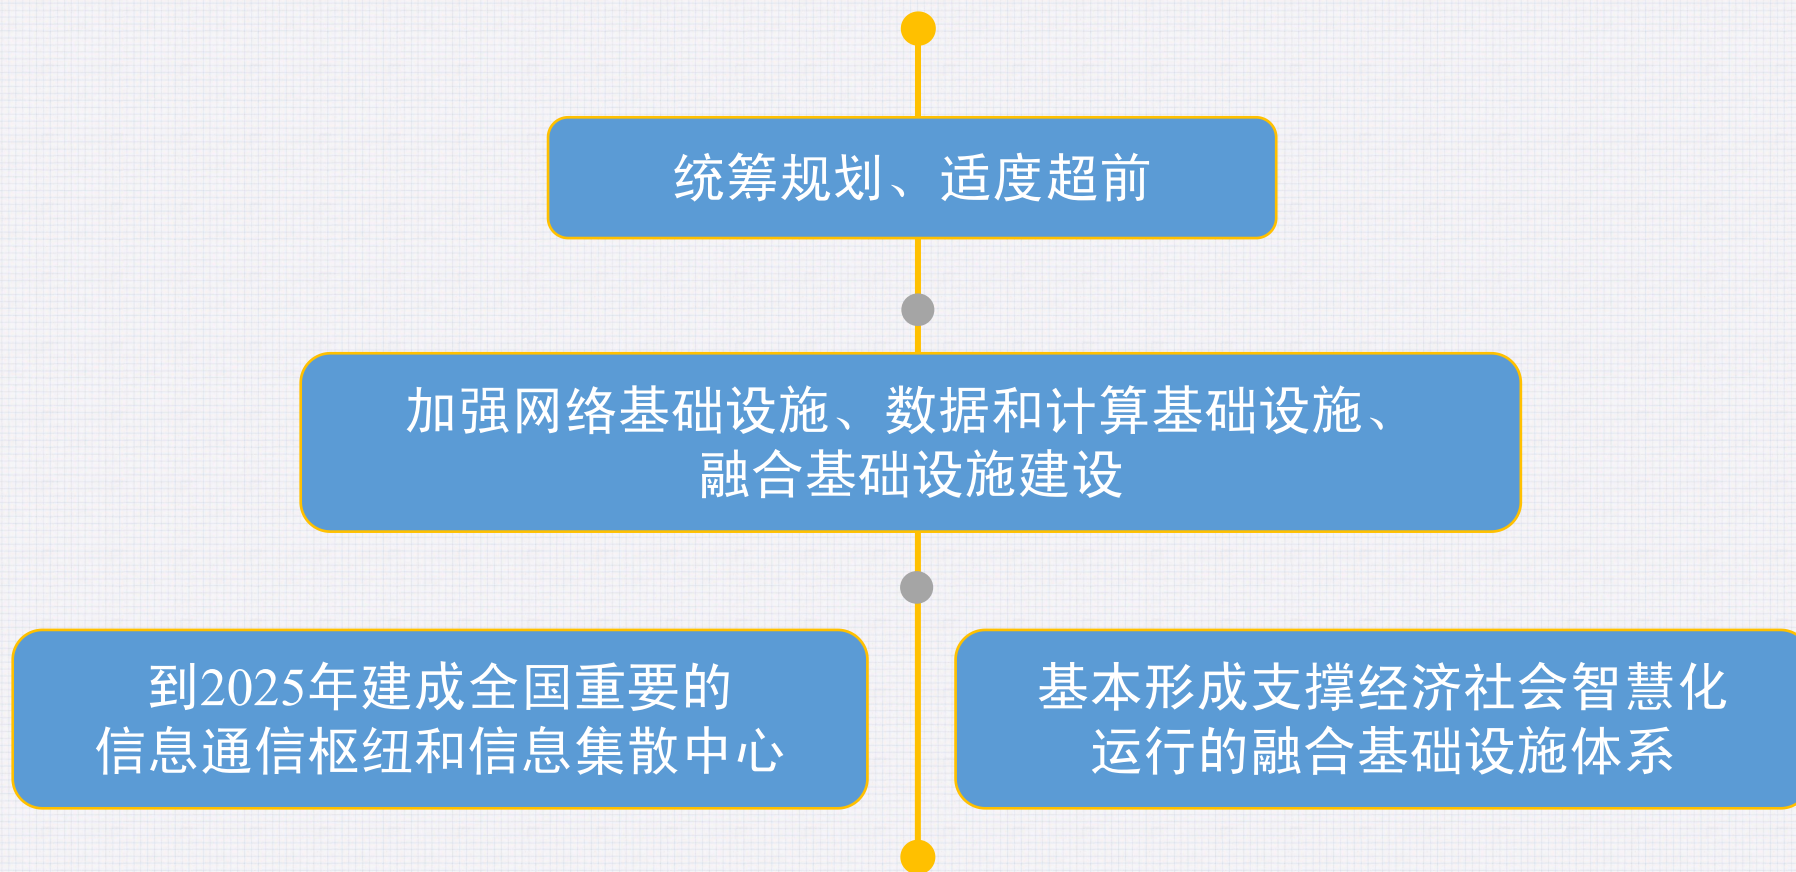 统筹规划、适度超前
加强网络基础设施、数据和计算基础设施、
融合基础设施建设
到2025年建成全国重要的
信息通信枢纽和信息集散中心
基本形成支撑经济社会智慧化
运行的融合基础设施体系